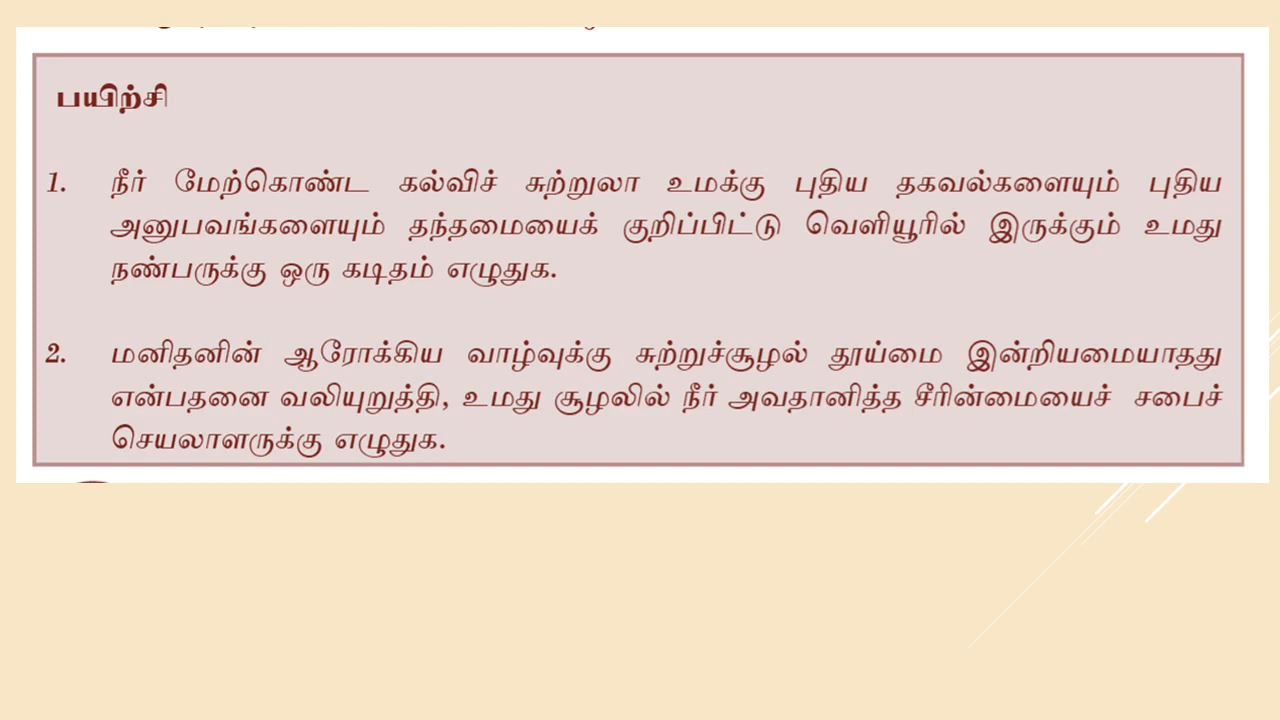 பயிற்சி
1. நீர் மேற்கொண்ட கல்விச் சுற்றுலா உமக்கு புதிய தகவல்களையும் புதிய
அனுபவங்களையும் தந்தமையைக் குறிப்பிட்டு வெளியூரில் இருக்கும் உமது
நண்பருக்கு ஒரு கடிதம் எழுதுக.
2. மனிதனின் ஆரோக்கிய வாழ்வுக்கு சுற்றுச்சூழல் தூய்மை இன்றியமையாதது
என்பதனை வலியுறுத்தி, உமது சூழலில் நீர் அவதானித்த சீரின்மையைச் சபைச்
செயலாளருக்கு எழுதுக.